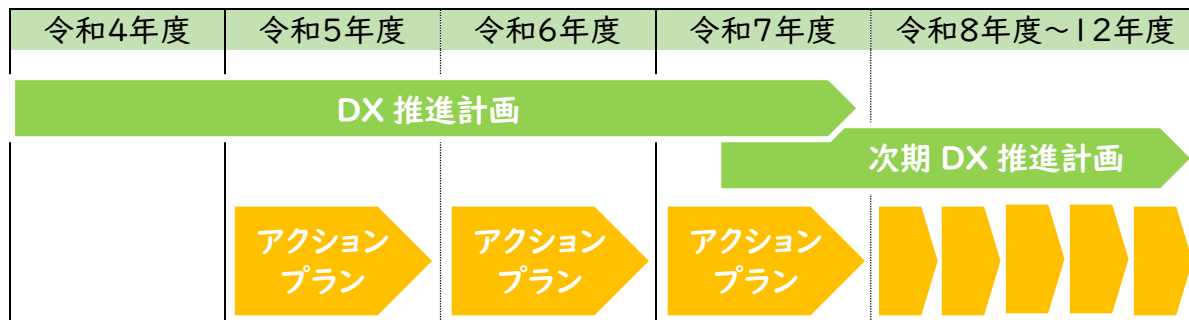 令和4年度
令和5年度
令和6年度
令和7年度
令和8年度～12年度
DX 推進計画
次期 DX 推進計画
アクション
プラン
アクション
プラン
アクション
プラン